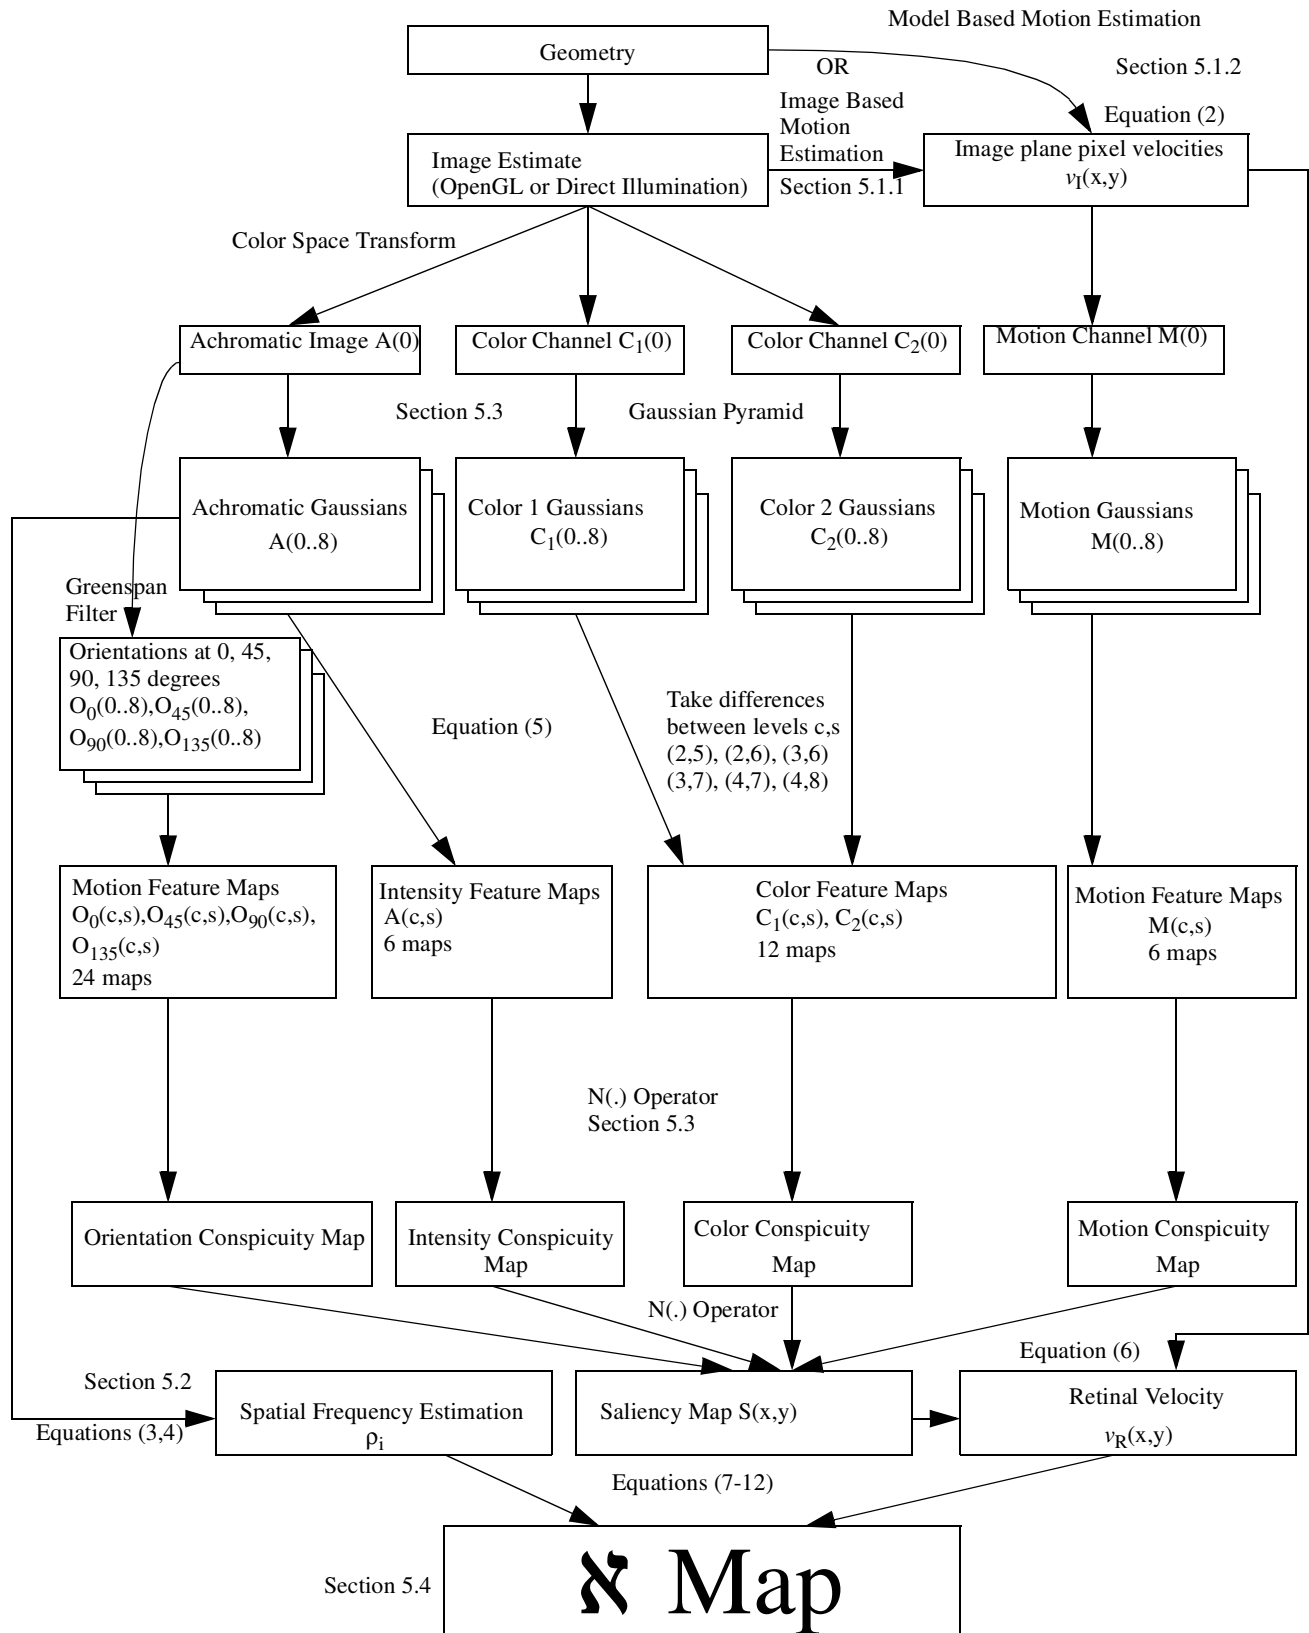 Model Based Motion Estimation
Geometry
OR
Section 5.1.2
Image Based
Motion
Estimation
Section 5.1.1
Equation (2)
Image Estimate
(OpenGL or Direct Illumination)
Image plane pixel velocities
vI(x,y)
Color Space Transform
Achromatic Image A(0)
Color Channel C1(0)
Color Channel C2(0)
Motion Channel M(0)
Section 5.3
Gaussian Pyramid
Achromatic Gaussians
A(0..8)
Color 1 Gaussians
C1(0..8)
Color 2 Gaussians
C2(0..8)
Motion Gaussians
M(0..8)
Greenspan
Filter
Orientations at 0, 45,
90, 135 degrees
O0(0..8),O45(0..8),
O90(0..8),O135(0..8)
Equation (5)
Take differences
between levels c,s
(2,5), (2,6), (3,6)
(3,7), (4,7), (4,8)
Motion Feature Maps
O0(c,s),O45(c,s),O90(c,s),
O135(c,s)
24 maps
Intensity Feature Maps
A(c,s)
6 maps
Color Feature Maps
C1(c,s), C2(c,s)
12 maps
Motion Feature Maps
M(c,s)
6 maps
N(.) Operator
Section 5.3
Orientation Conspicuity Map
Intensity Conspicuity
Map
Color Conspicuity
Map
Motion Conspicuity
Map
N(.) Operator
Equation (6)
Section 5.2
Equations (3,4)
Spatial Frequency Estimation
ρi
Saliency Map S(x,y)
Retinal Velocity
vR(x,y)
Equations (7-12)
Section 5.4
ℵ Map